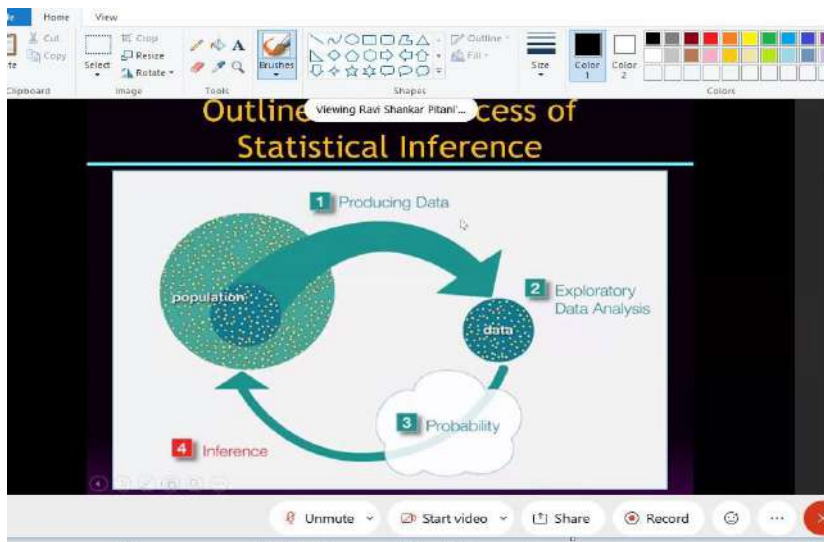 Home View
Cut
Copy
Clipboard
Select
Crop
Resize
Rotate
Image
A
Tools
Brushes
Outline
Fill
Shapes
Size
Color 1
Color 2
Colors
Viewing Ravi Shankar Pitani'...
Outline cess of
Statistical Inference
1 Producing Data
population
2 Exploratory
Data Analysis
data
3 Probability
4 Inference
Unmute
Start video
Share
Record